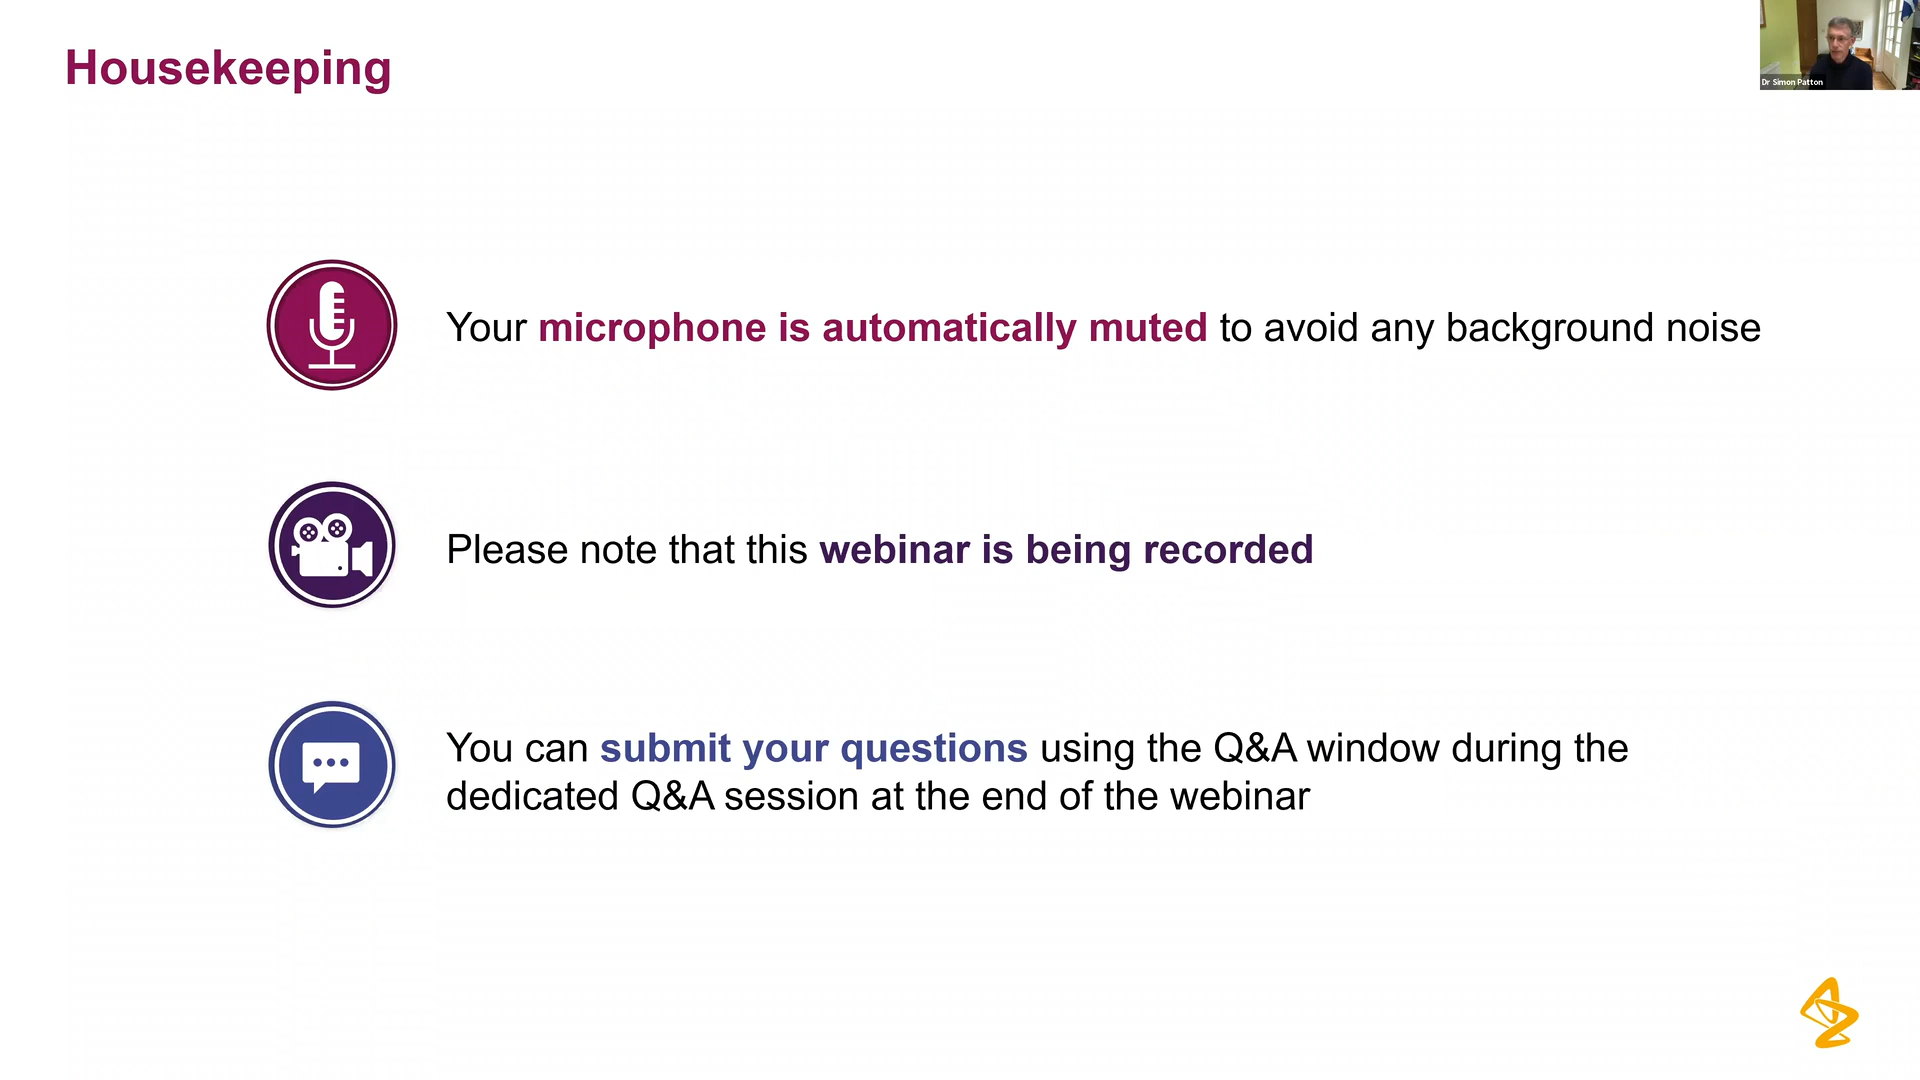 Housekeeping
Dr Simon Patton
Your microphone is automatically muted to avoid any background noise
Please note that this webinar is being recorded
You can submit your questions using the Q&A window during the
dedicated Q&A session at the end of the webinar